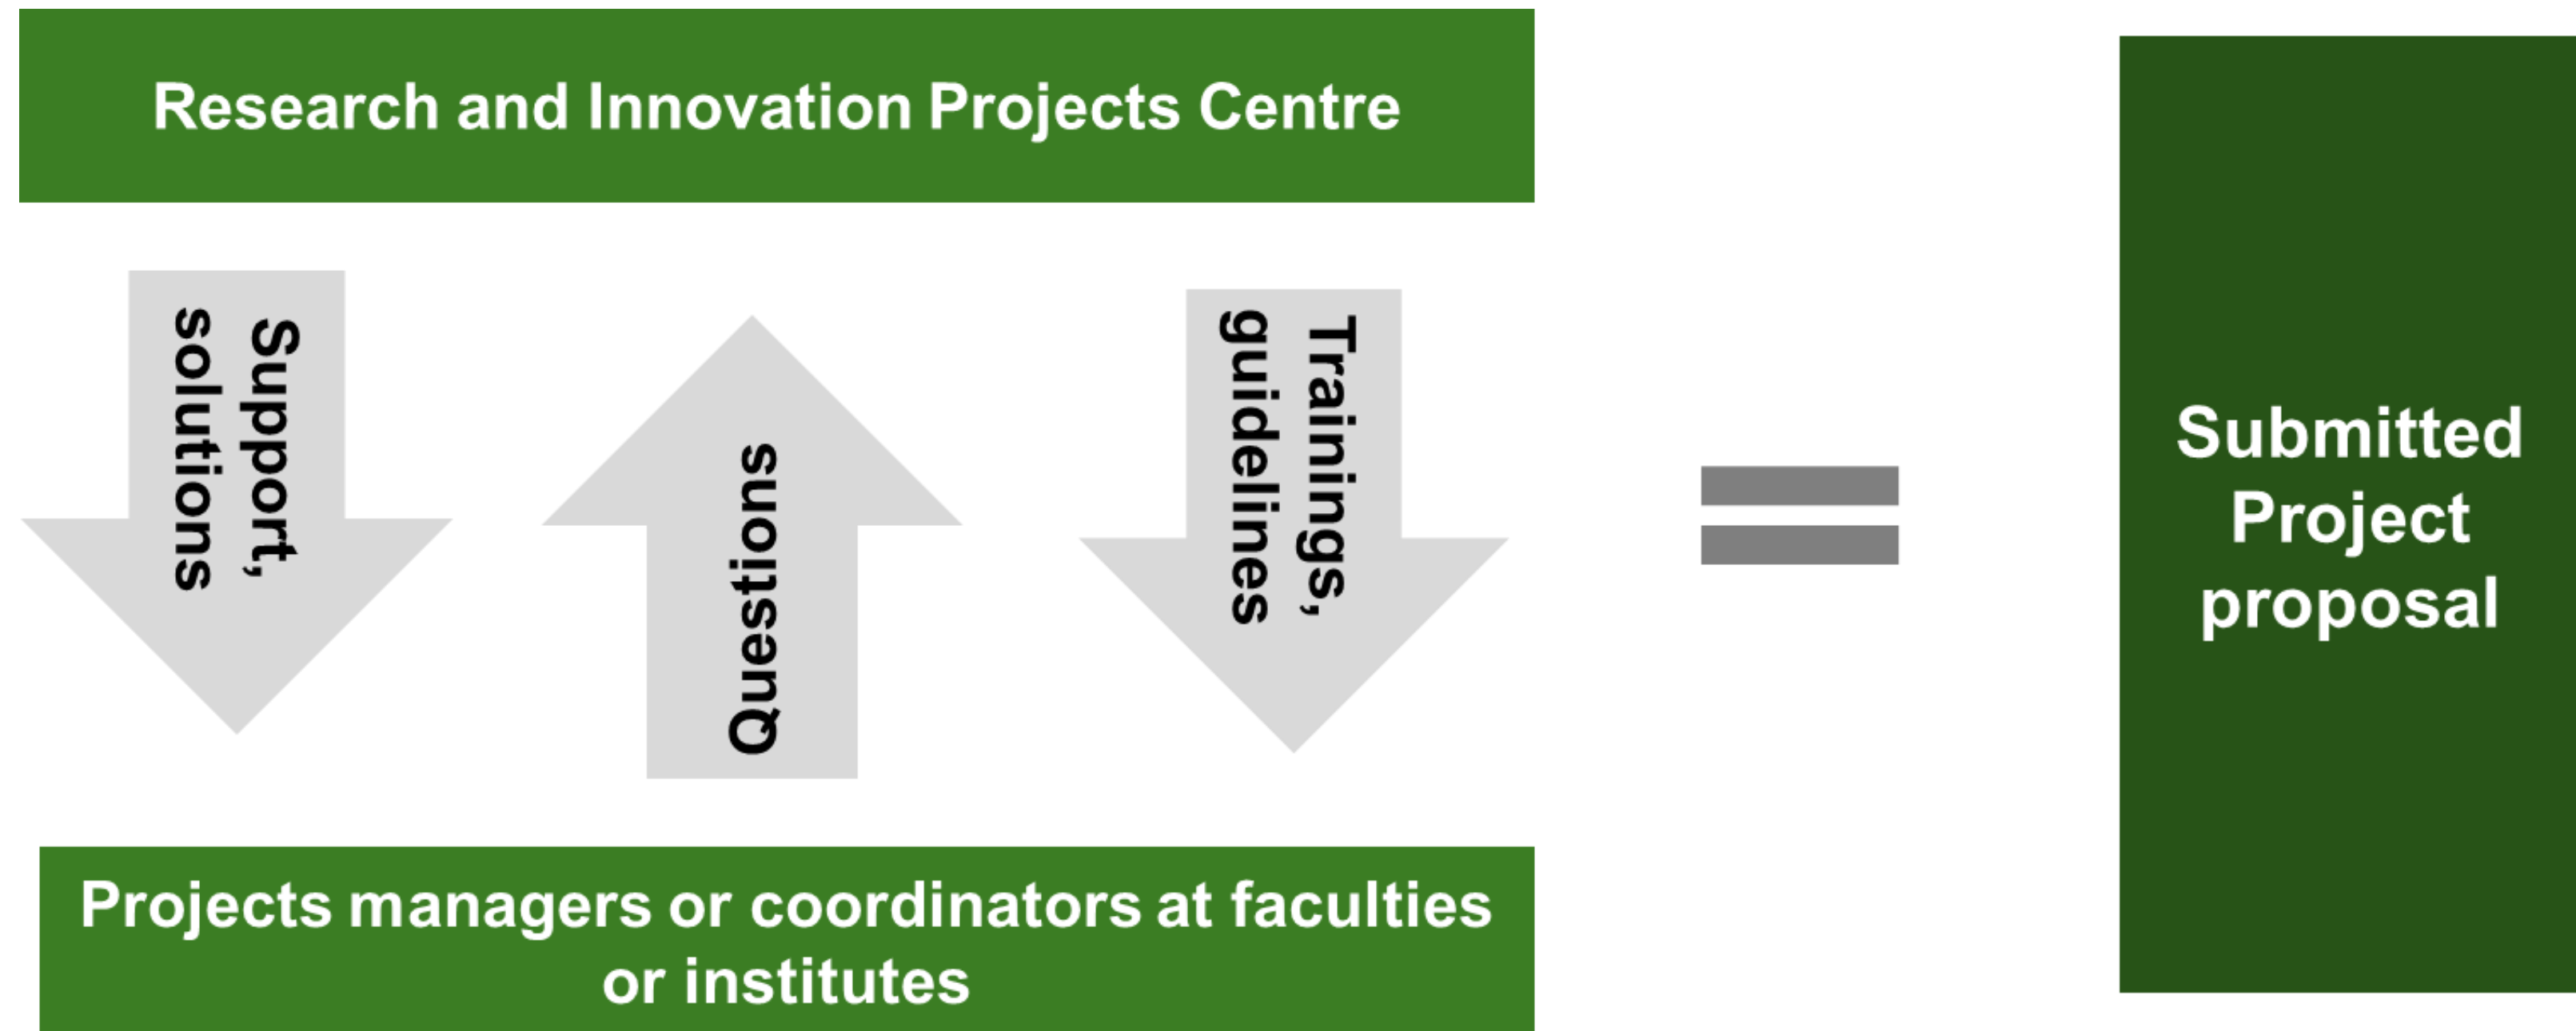 Research and Innovation Projects Centre
Support,
solutions
Questions
Trainings,
guidelines
Submitted
Project
proposal
Projects managers or coordinators at faculties
or institutes